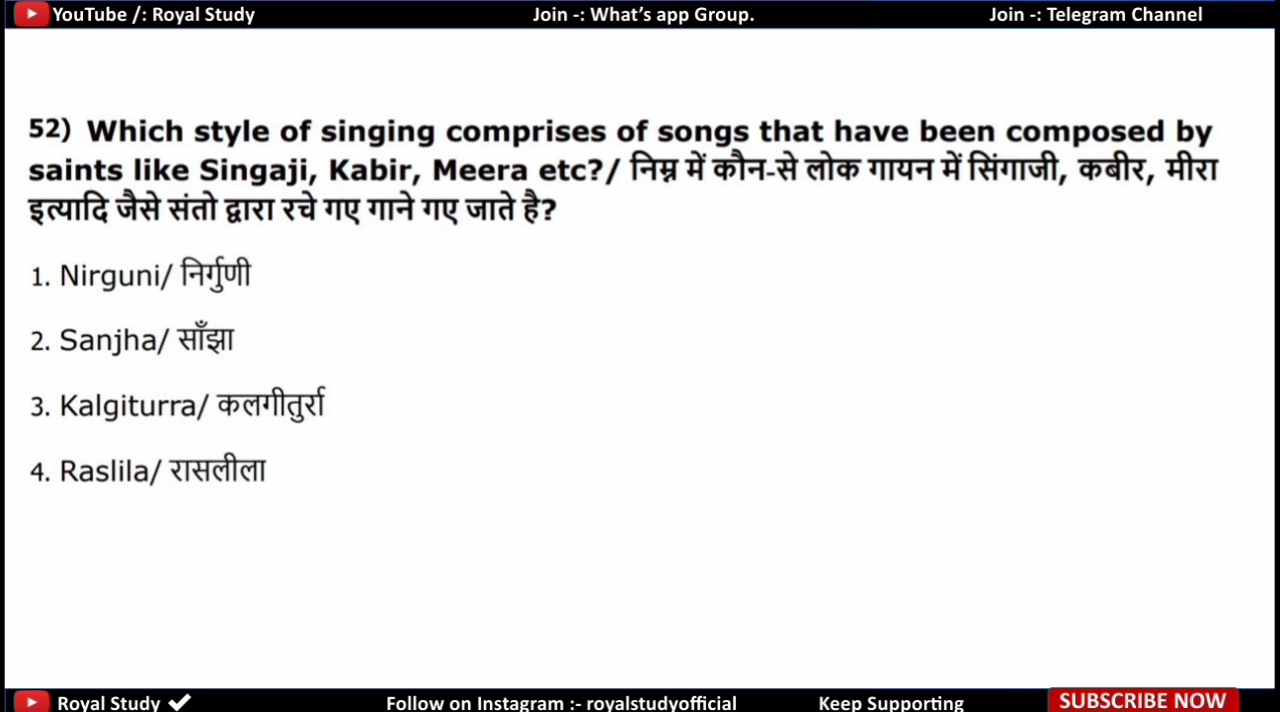 YouTube /: Royal Study Join -: What’s app Group. Join -: Telegram Channel
52) Which style of singing comprises of songs that have been composed by
saints like Singaji, Kabir, Meera etc?/ निम्न में कौन-से लोक गायन में सिंगाजी, कबीर, मीरा
इत्यादि जैसे संतो द्वारा रचे गए गाने गए जाते है?
1. Nirguni/ निर्गुणी
2. Sanjha/ साँझा
3. Kalgiturra/ कलगीतुर्रा
4. Raslila/ रासलीला
Royal Study ✔ Follow on Instagram :- royalstudyofficial Keep Supporting SUBSCRIBE NOW